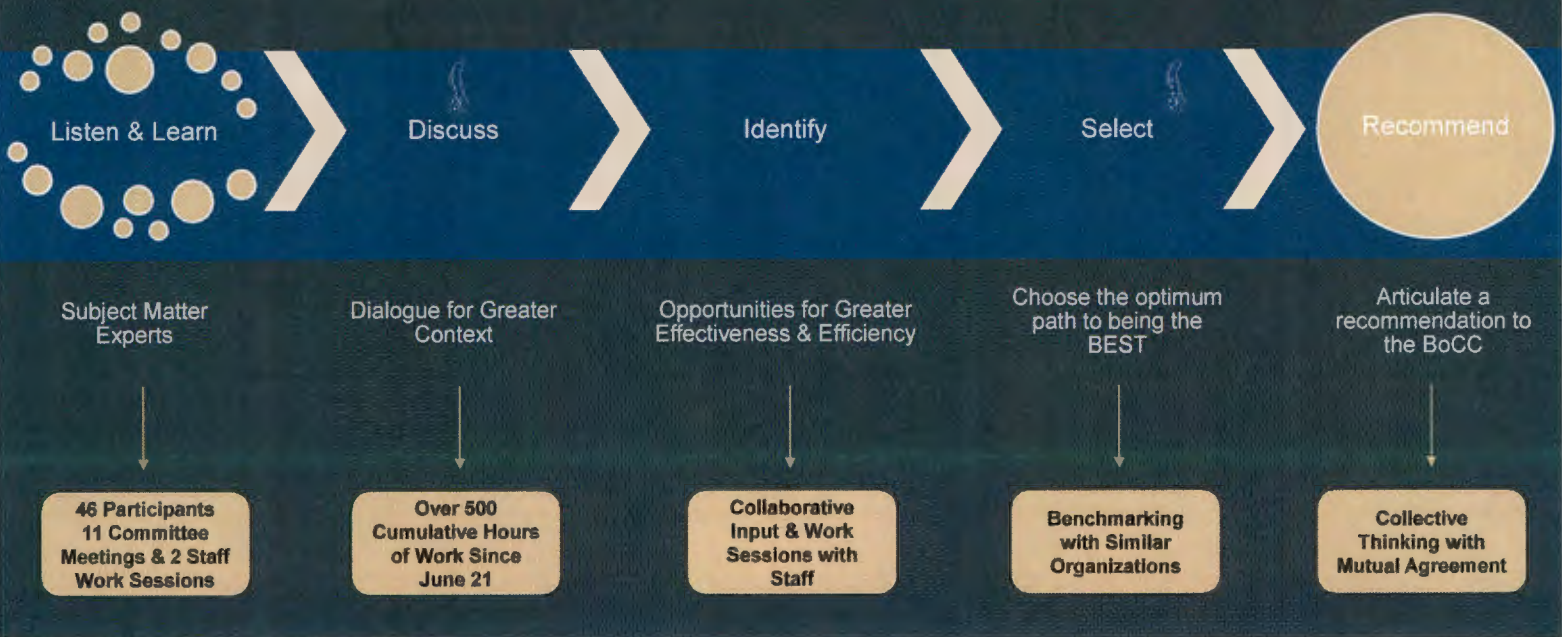 Listen & Learn
Discuss
Identify
Select
Recommend
Subject Matter
Experts
Dialogue for Greater
Context
Opportunities for Greater
Effectiveness & Efficiency
Choose the optimum
path to being the
BEST
Articulate a
recommendation to
the BoCC
46 Participants
11 Committee
Meetings & 2 Staff
Work Sessions
Over 500
Cumulative Hours
of Work Since
June 21
Collaborative
Input & Work
Sessions with
Staff
Benchmarking
with Similar
Organizations
Collective
Thinking with
Mutual Agreement